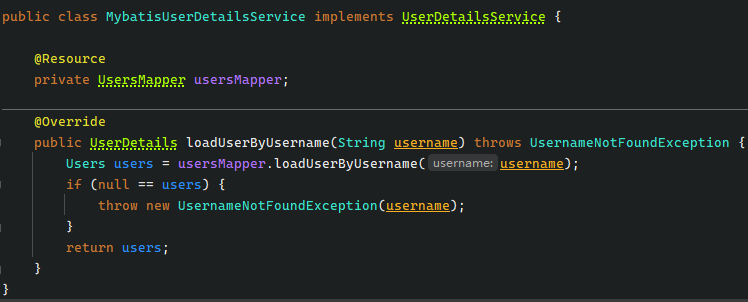 public class MybatisUserDetailsService implements UserDetailsService {
@Resource
private UsersMapper usersMapper;
@Override
public UserDetails loadUserByUsername(String username) throws UsernameNotFoundException {
Users users = usersMapper.loadUserByUsername( username: username);
if (null == users) {
throw new UsernameNotFoundException(username);
}
return users;
}
}